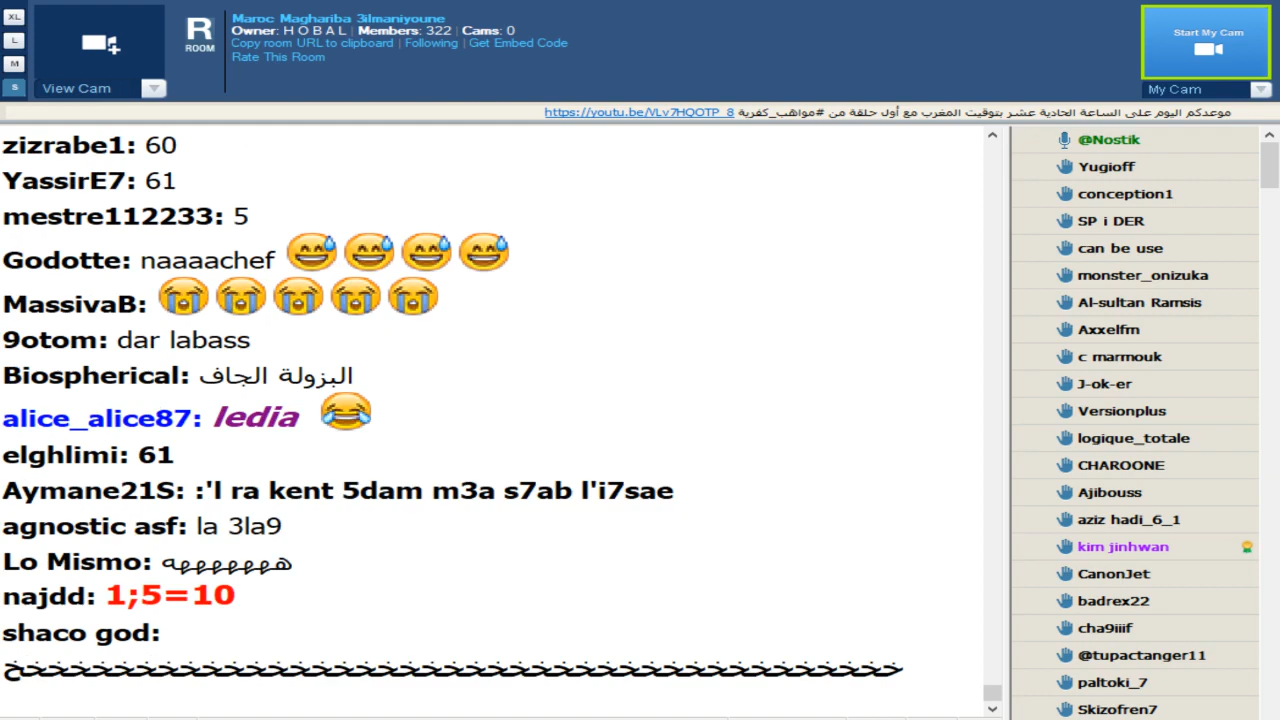 XL
L
M
S
View Cam
R
ROOM
Maroc Maghariba 3ilmaniyoune
Owner: H O B A L | Members: 322 | Cams: 0
Copy room URL to clipboard | Following | Get Embed Code
Rate This Room
Start My Cam
My Cam
موعدكم اليوم على الساعة الحادية عشر بتوقيت المغرب مع أول حلقة من #مواهب_كفرية https://youtu.be/VLv7HQOTP_8
zizrabe1: 60
YassirE7: 61
mestre112233: 5
Godotte: naaaachef 😅😅😅😅
MassivaB: 😭😭😭😭😭
9otom: dar labass
Biospherical: البزولة الجاف
alice_alice87: ledia 😂
elghlimi: 61
Aymane21S: :'l ra kent 5dam m3a s7ab l'i7sae
agnostic asf: la 3la9
Lo Mismo: هههههههه
najdd: 1;5=10
shaco god:
خخخخخخخخخخخخخخخخخخخخخخخخخخخخخخخخخخخخخخخخ
@Nostik
Yugioff
conception1
SP i DER
can be use
monster_onizuka
Al-sultan Ramsis
Axxelfm
c marmouk
J-ok-er
Versionplus
logique_totale
CHAROONE
Ajibouss
aziz hadi_6_1
kim jinhwan
CanonJet
badrex22
cha9iiif
@tupactanger11
paltoki_7
Skizofren7